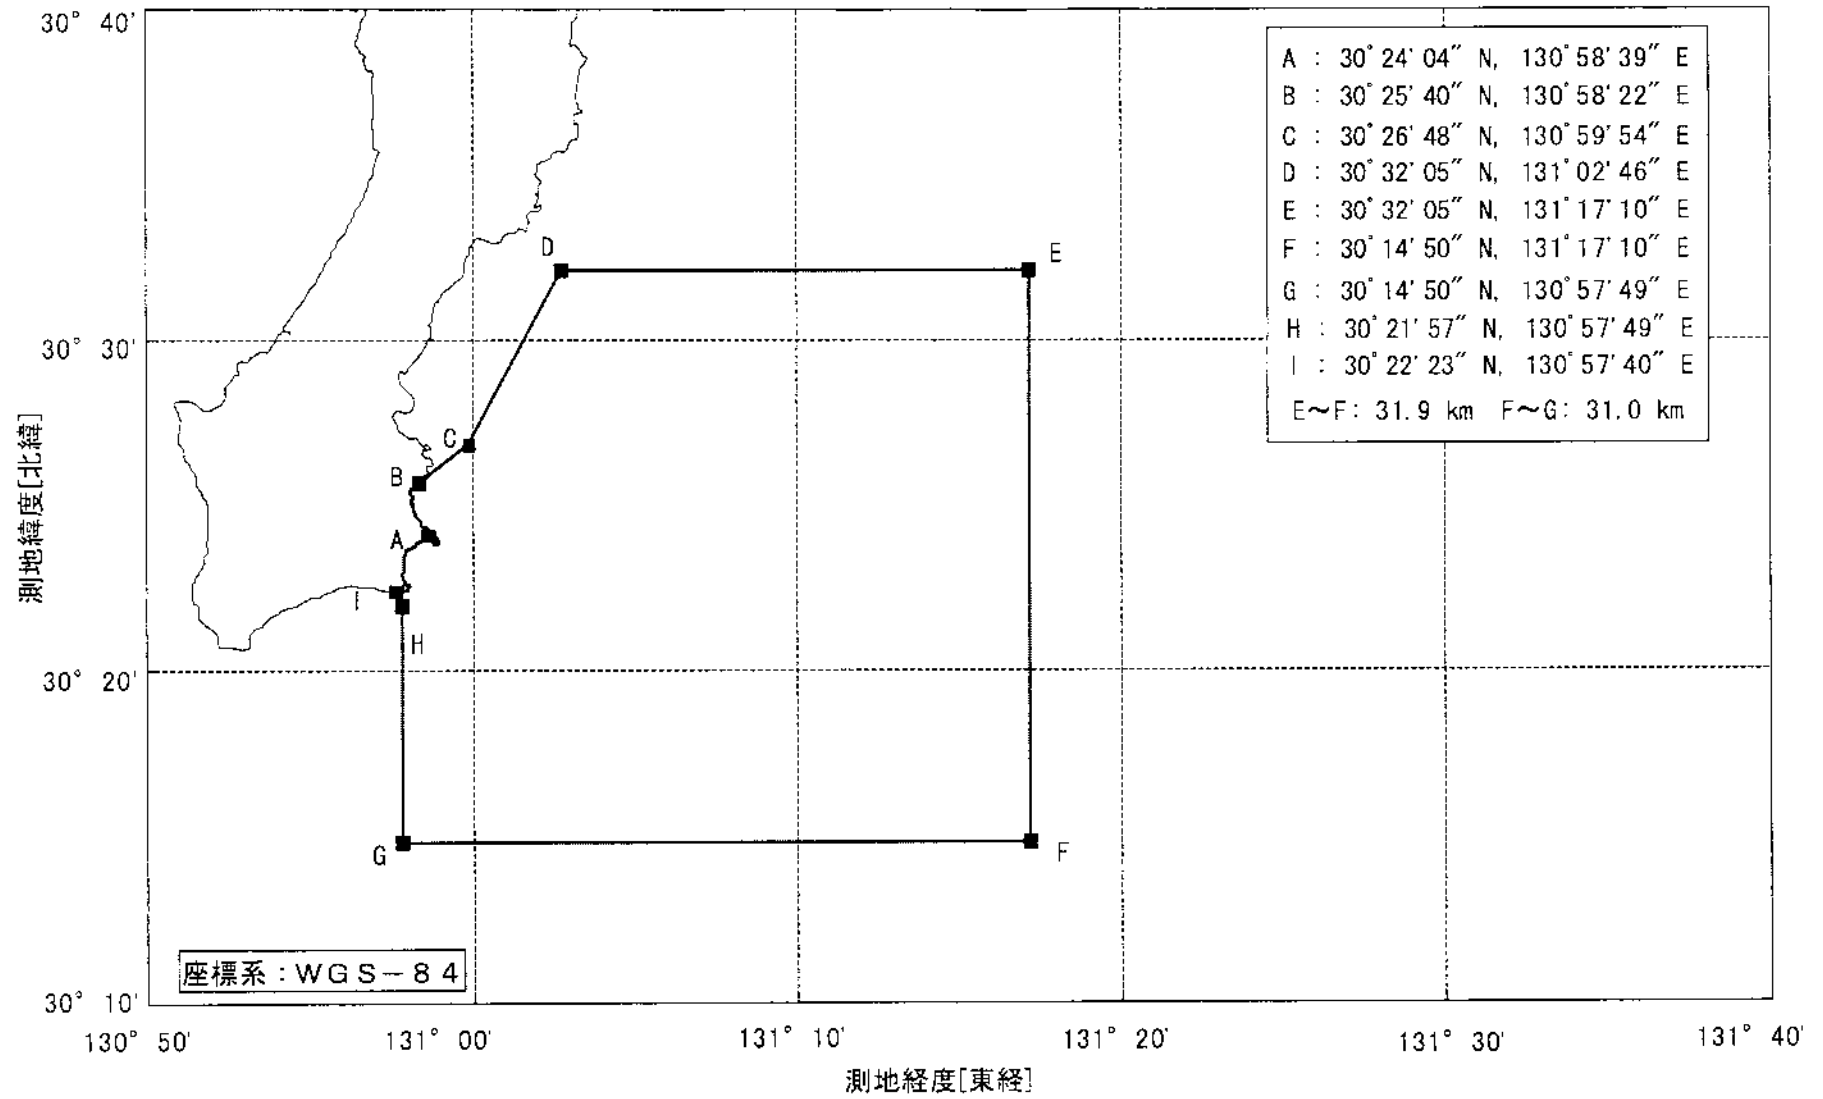 30° 40'
A : 30°24'04″ N, 130°58'39″ E
B : 30°25'40″ N, 130°58'22″ E
C : 30°26'48″ N, 130°59'54″ E
D : 30°32'05″ N, 131°02'46″ E
E : 30°32'05″ N, 131°17'10″ E
F : 30°14'50″ N, 131°17'10″ E
G : 30°14'50″ N, 130°57'49″ E
H : 30°21'57″ N, 130°57'49″ E
I : 30°22'23″ N, 130°57'40″ E
E～F: 31.9 km F～G: 31.0 km
D
E
30° 30'
C
B
A
I
H
30° 20'
G
F
測地緯度[北緯]
座標系：ＷＧＳ－８４
30° 10'
130° 50'
131° 00'
131° 10'
131° 20'
131° 30'
131° 40'
測地経度[東経]